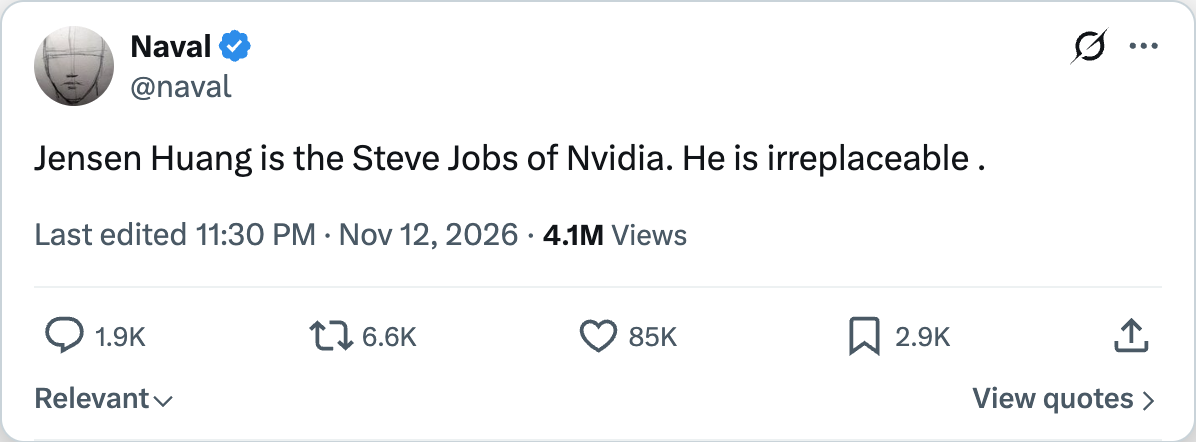 Naval
@naval
Jensen Huang is the Steve Jobs of Nvidia. He is irreplaceable .
Last edited 11:30 PM · Nov 12, 2026 · 4.1M Views
1.9K 6.6K 85K 2.9K
Relevant View quotes